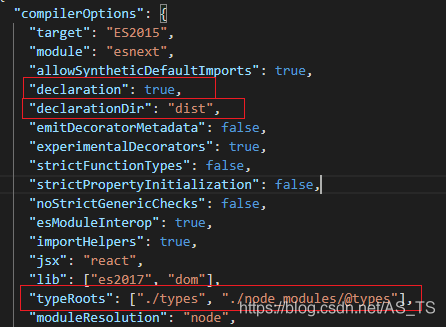 "compilerOptions": {
"target": "ES2015",
"module": "esnext",
"allowSyntheticDefaultImports": true,
"declaration": true,
"declarationDir": "dist",
"emitDecoratorMetadata": false,
"experimentalDecorators": true,
"strictFunctionTypes": false,
"strictPropertyInitialization": false,
"noStrictGenericChecks": false,
"esModuleInterop": true,
"importHelpers": true,
"jsx": "react",
"lib": ["es2017", "dom"],
https://blog.csdn.net/AS_TS
"typeRoots": ["./types", "./node_modules/@types"],
"moduleResolution": "node",